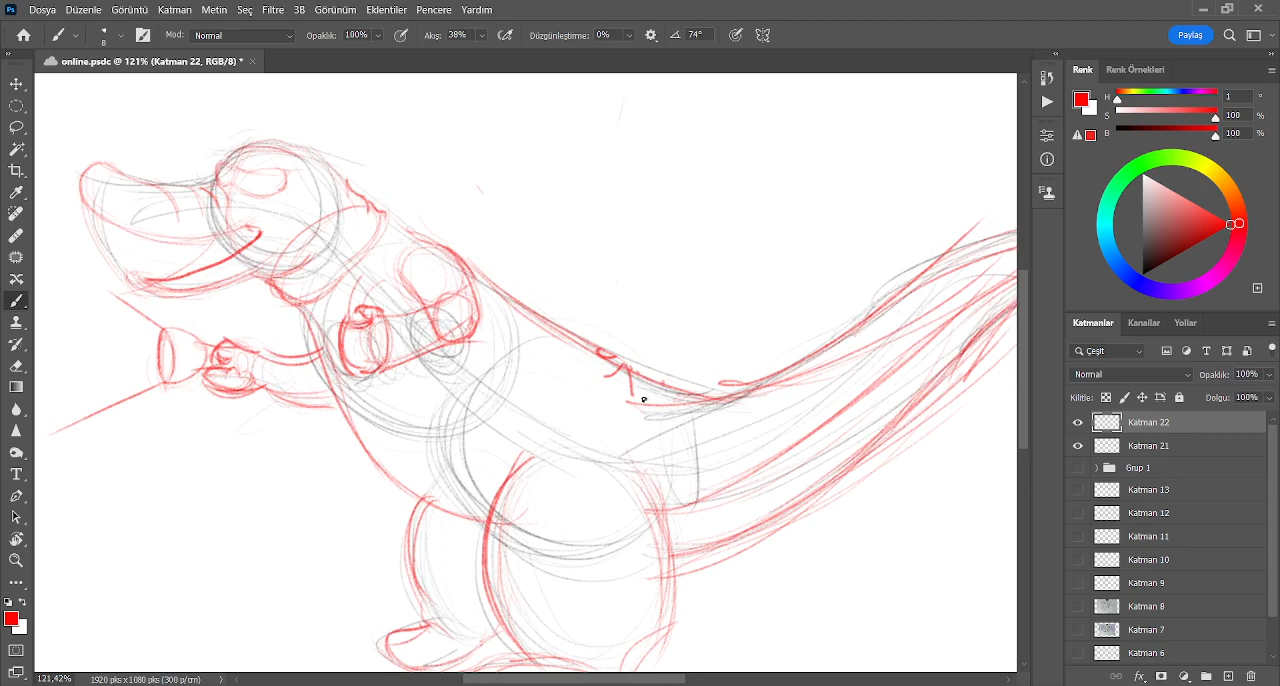 Ps Dosya Düzenle Görüntü Katman Metin Seç Filtre 3B Görünüm Eklentiler Pencere Yardım
8 Mod: Normal Opaklık: 100% Akış: 38% Düzgünleştirme: 0% 74° Paylaş
online.psdc @ 121% (Katman 22, RGB/8) *
Renk Renk Örnekleri
H 1 °
S 100 %
B 100 %
Katmanlar Kanallar Yollar
Çeşit
Normal Opaklık: 100%
Kilitle: Dolgu: 100%
Katman 22
Katman 21
Grup 1
Katman 13
Katman 12
Katman 11
Katman 10
Katman 9
Katman 8
Katman 7
Katman 6
121,42% 1920 pks x 1080 pks (300 p/cm)
fx